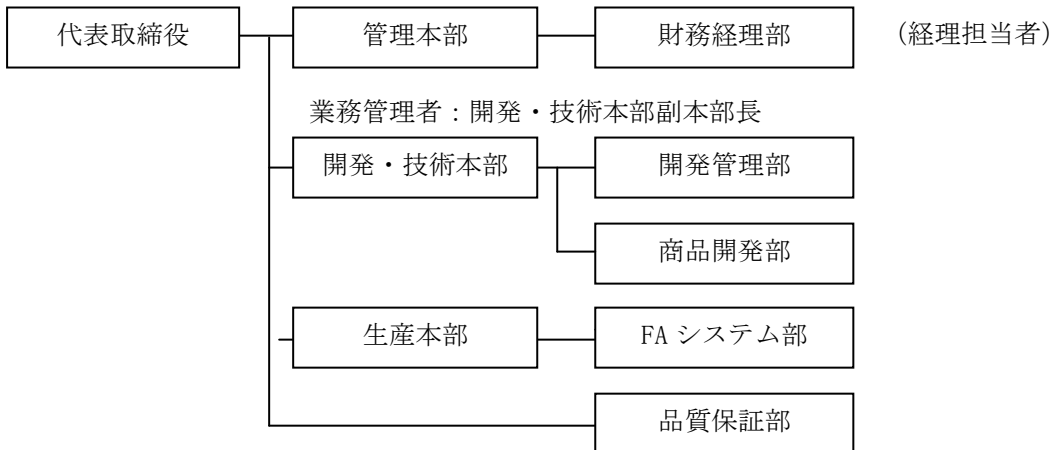 代表取締役 管理本部 財務経理部 (経理担当者)
業務管理者：開発・技術本部副本部長
開発・技術本部 開発管理部
商品開発部
生産本部 FAシステム部
品質保証部